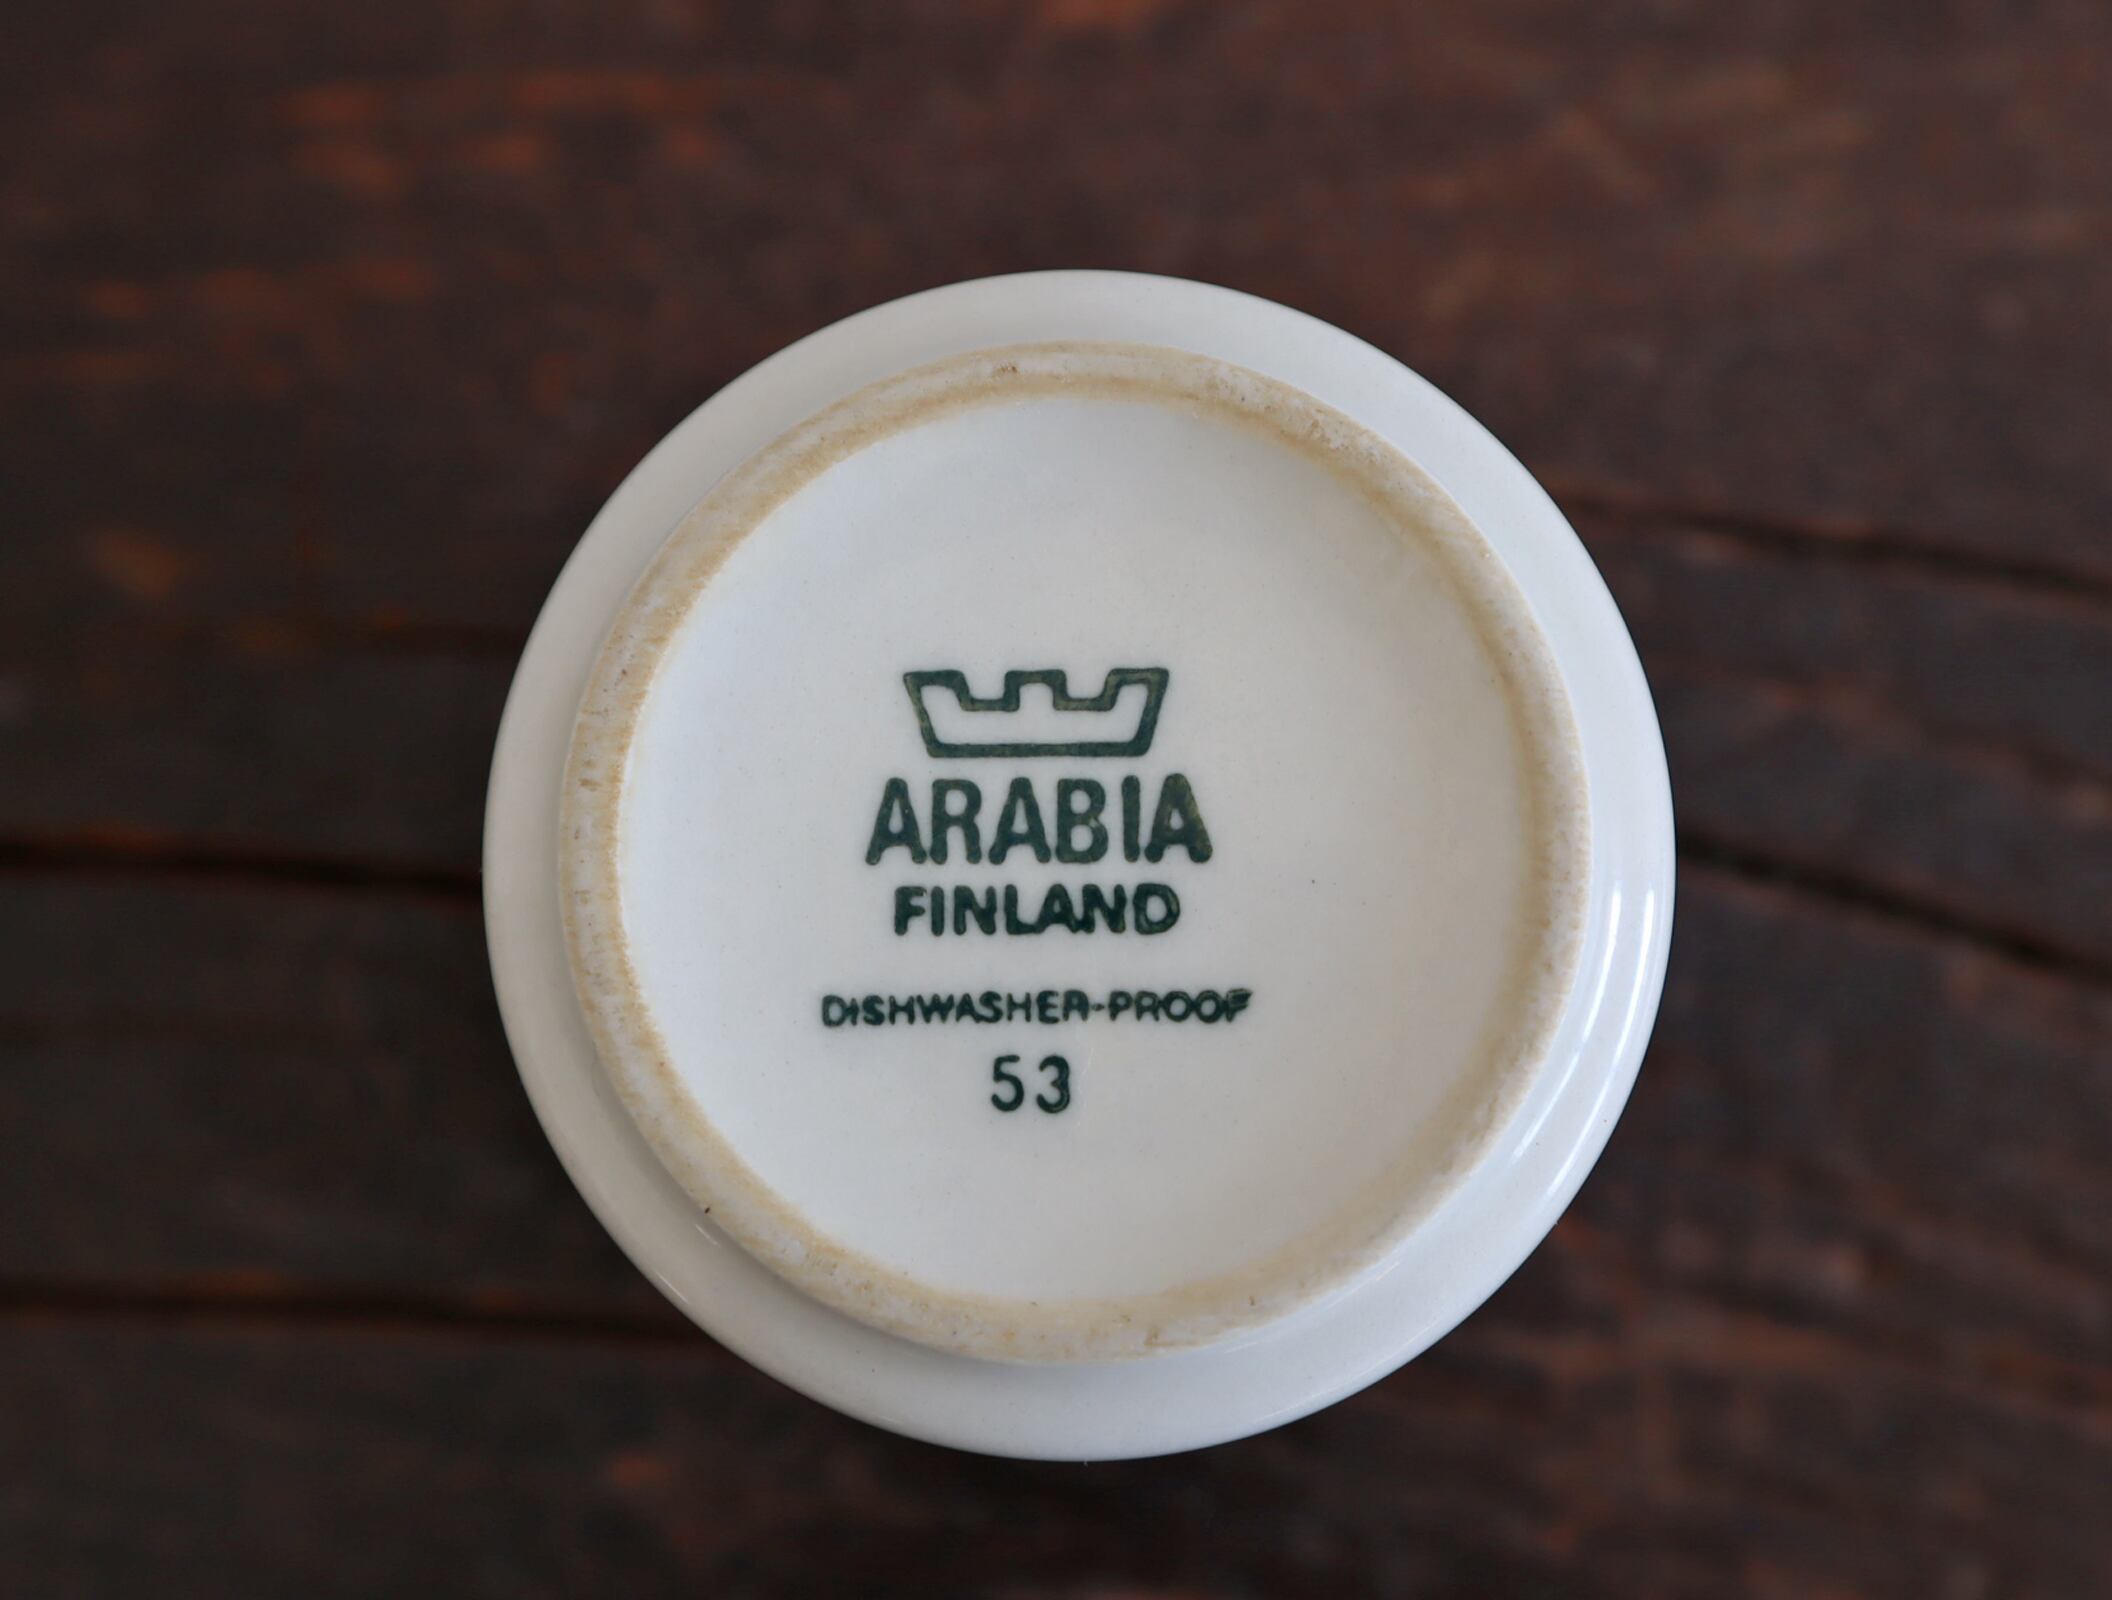 ARABIA
FINLAND
DISHWASHER-PROOF
53